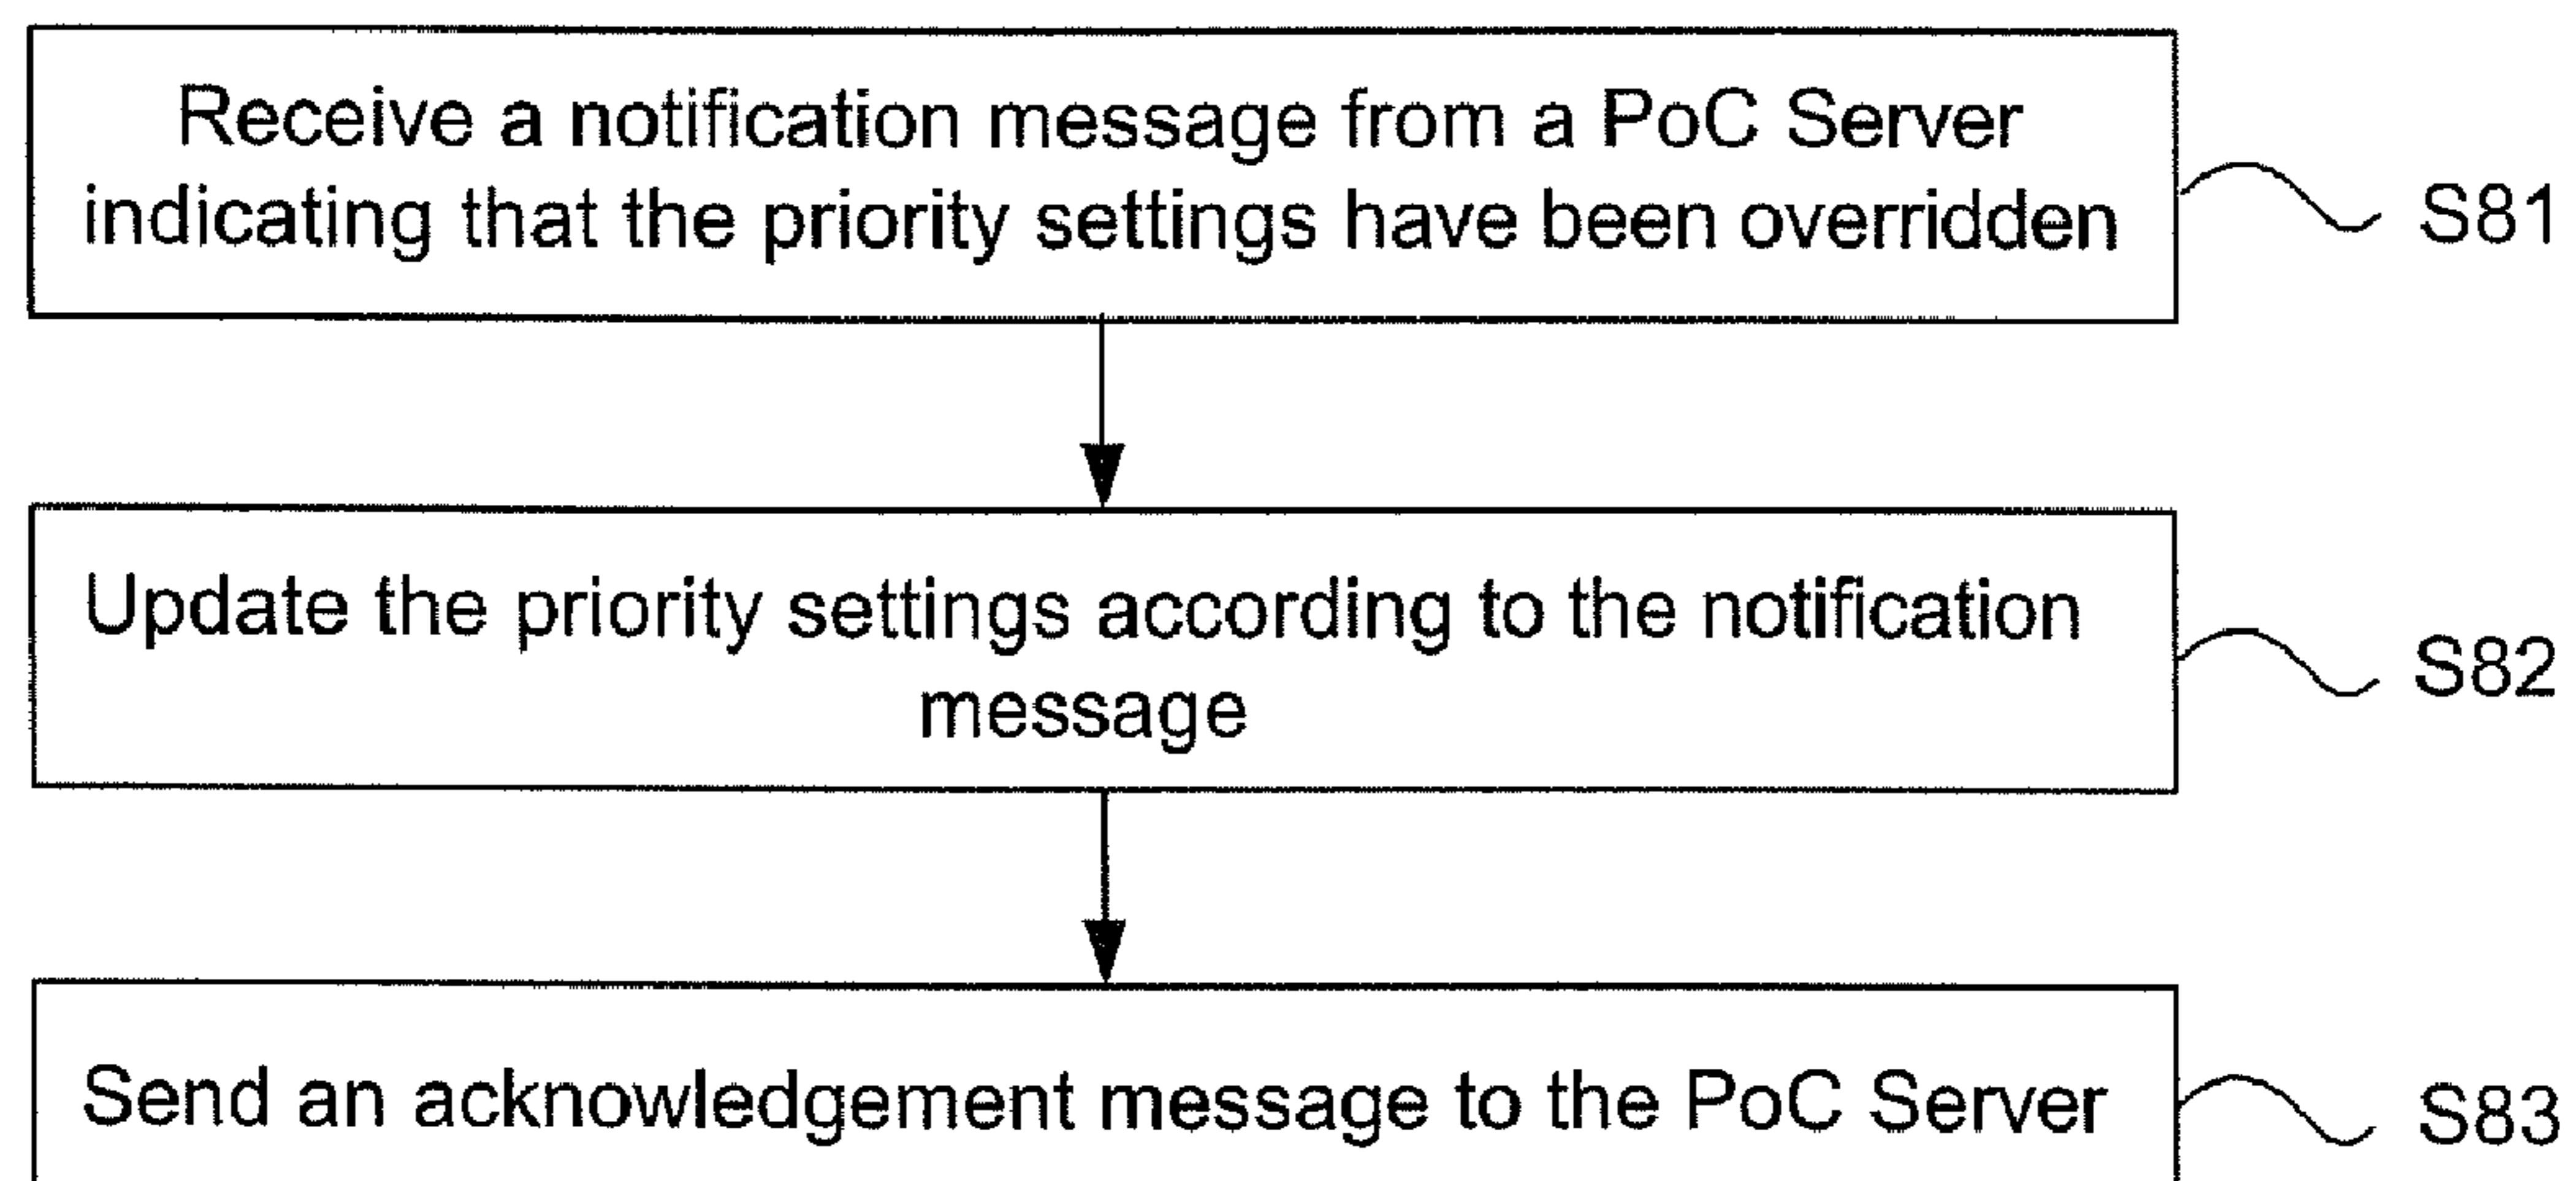 Receive a notification message from a PoC Server
indicating that the priority settings have been overridden
S81
Update the priority settings according to the notification
message
S82
Send an acknowledgement message to the PoC Server
S83